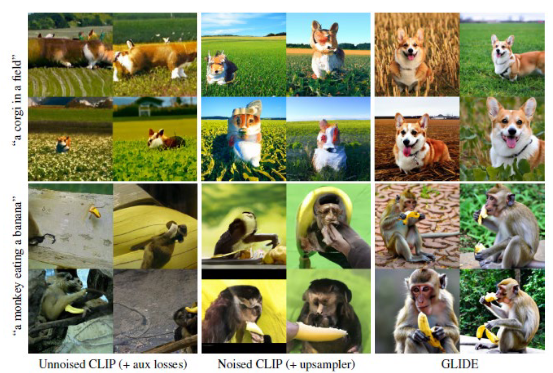 "a corgi in a field"
"a monkey eating a banana"
Unnoised CLIP (+ aux losses)
Noised CLIP (+ upsampler)
GLIDE